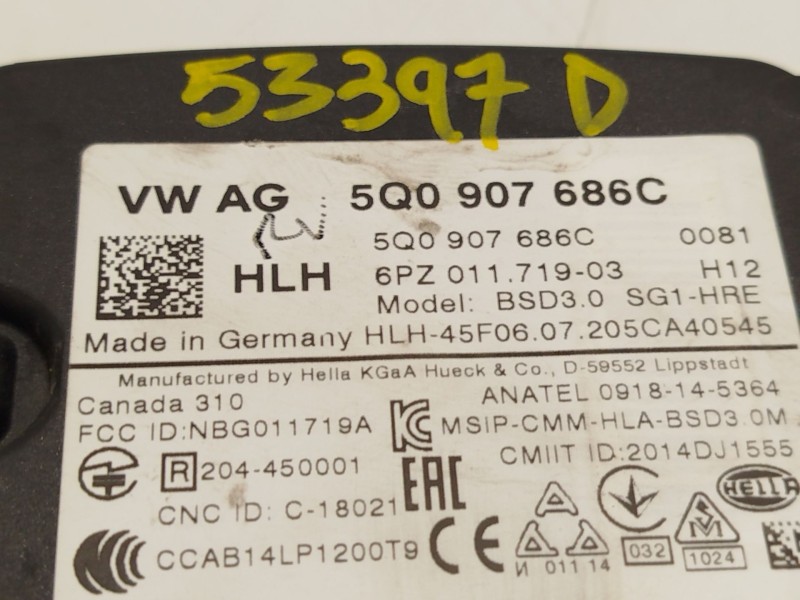 53397 D
VW AG 5Q0 907 686C
5Q0 907 686C 0081
HLH 6PZ 011.719-03 H12
Model: BSD3.0 SG1-HRE
Made in Germany HLH-45F06.07.205CA40545
Manufactured by Hella KGaA Hueck & Co., D-59552 Lippstadt
Canada 310 ANATEL 0918-14-5364
FCC ID:NBG011719A MSIP-CMM-HLA-BSD3.0M
R 204-450001 CMIIT ID:2014DJ1555
CNC ID: C-18021 EAC HELLA
CCAB14LP1200T9 CE
И 011 14 032 1024